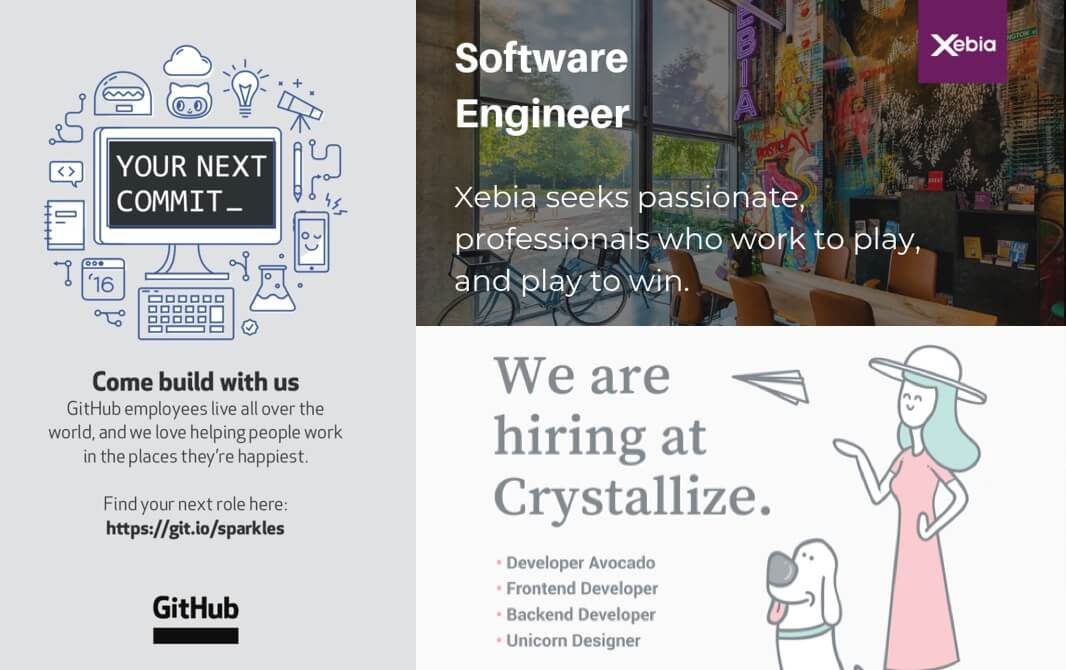 YOUR NEXT
COMMIT_
'16
Come build with us
GitHub employees live all over the
world, and we love helping people work
in the places they're happiest.
Find your next role here:
https://git.io/sparkles
GitHub
Software
Engineer
Xebia
EBIA
Xebia seeks passionate,
professionals who work to play,
and play to win.
We are
hiring at
Crystallize.
• Developer Avocado
• Frontend Developer
• Backend Developer
• Unicorn Designer